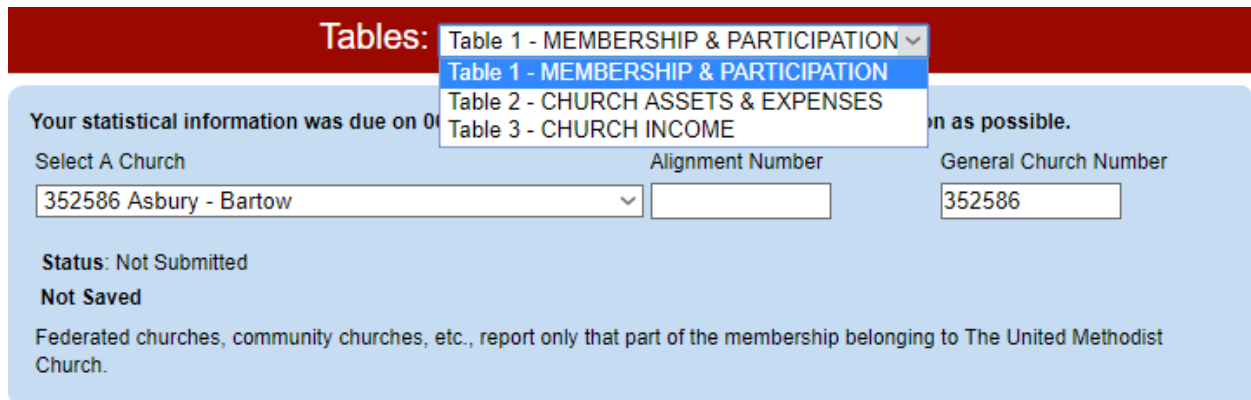 Tables: Table 1 - MEMBERSHIP & PARTICIPATION
Table 1 - MEMBERSHIP & PARTICIPATION
Table 2 - CHURCH ASSETS & EXPENSES
Table 3 - CHURCH INCOME
Your statistical information was due on as possible.
Select A Church Alignment Number General Church Number
352586 Asbury - Bartow 352586
Status: Not Submitted
Not Saved
Federated churches, community churches, etc., report only that part of the membership belonging to The United Methodist
Church.